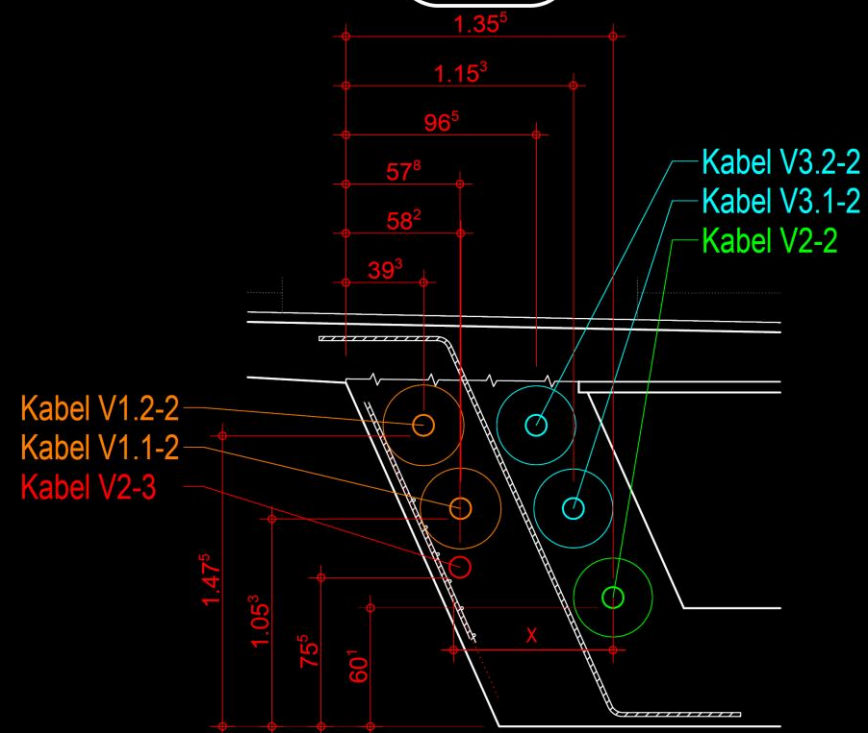 1.35⁵
1.15³
96⁵
57⁸
58²
39³
Kabel V3.2-2
Kabel V3.1-2
Kabel V2-2
Kabel V1.2-2
Kabel V1.1-2
Kabel V2-3
1.47⁵
1.05³
75⁵
60¹
X